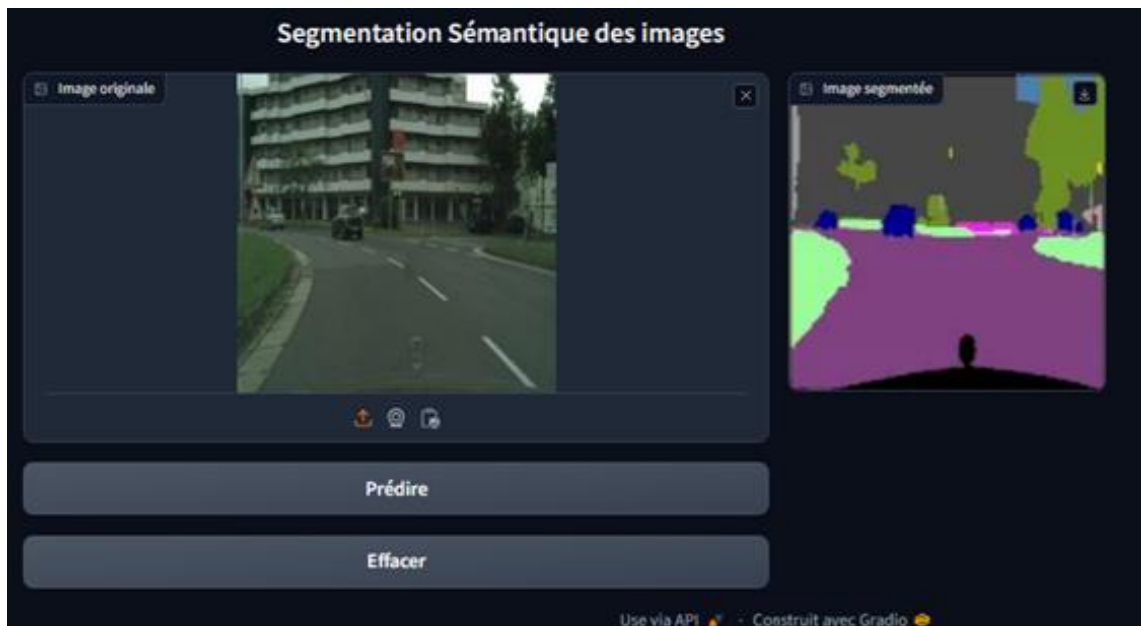 Segmentation Sémantique des images
Image originale
Image segmentée
Prédire
Effacer
Use via API · Construit avec Gradio